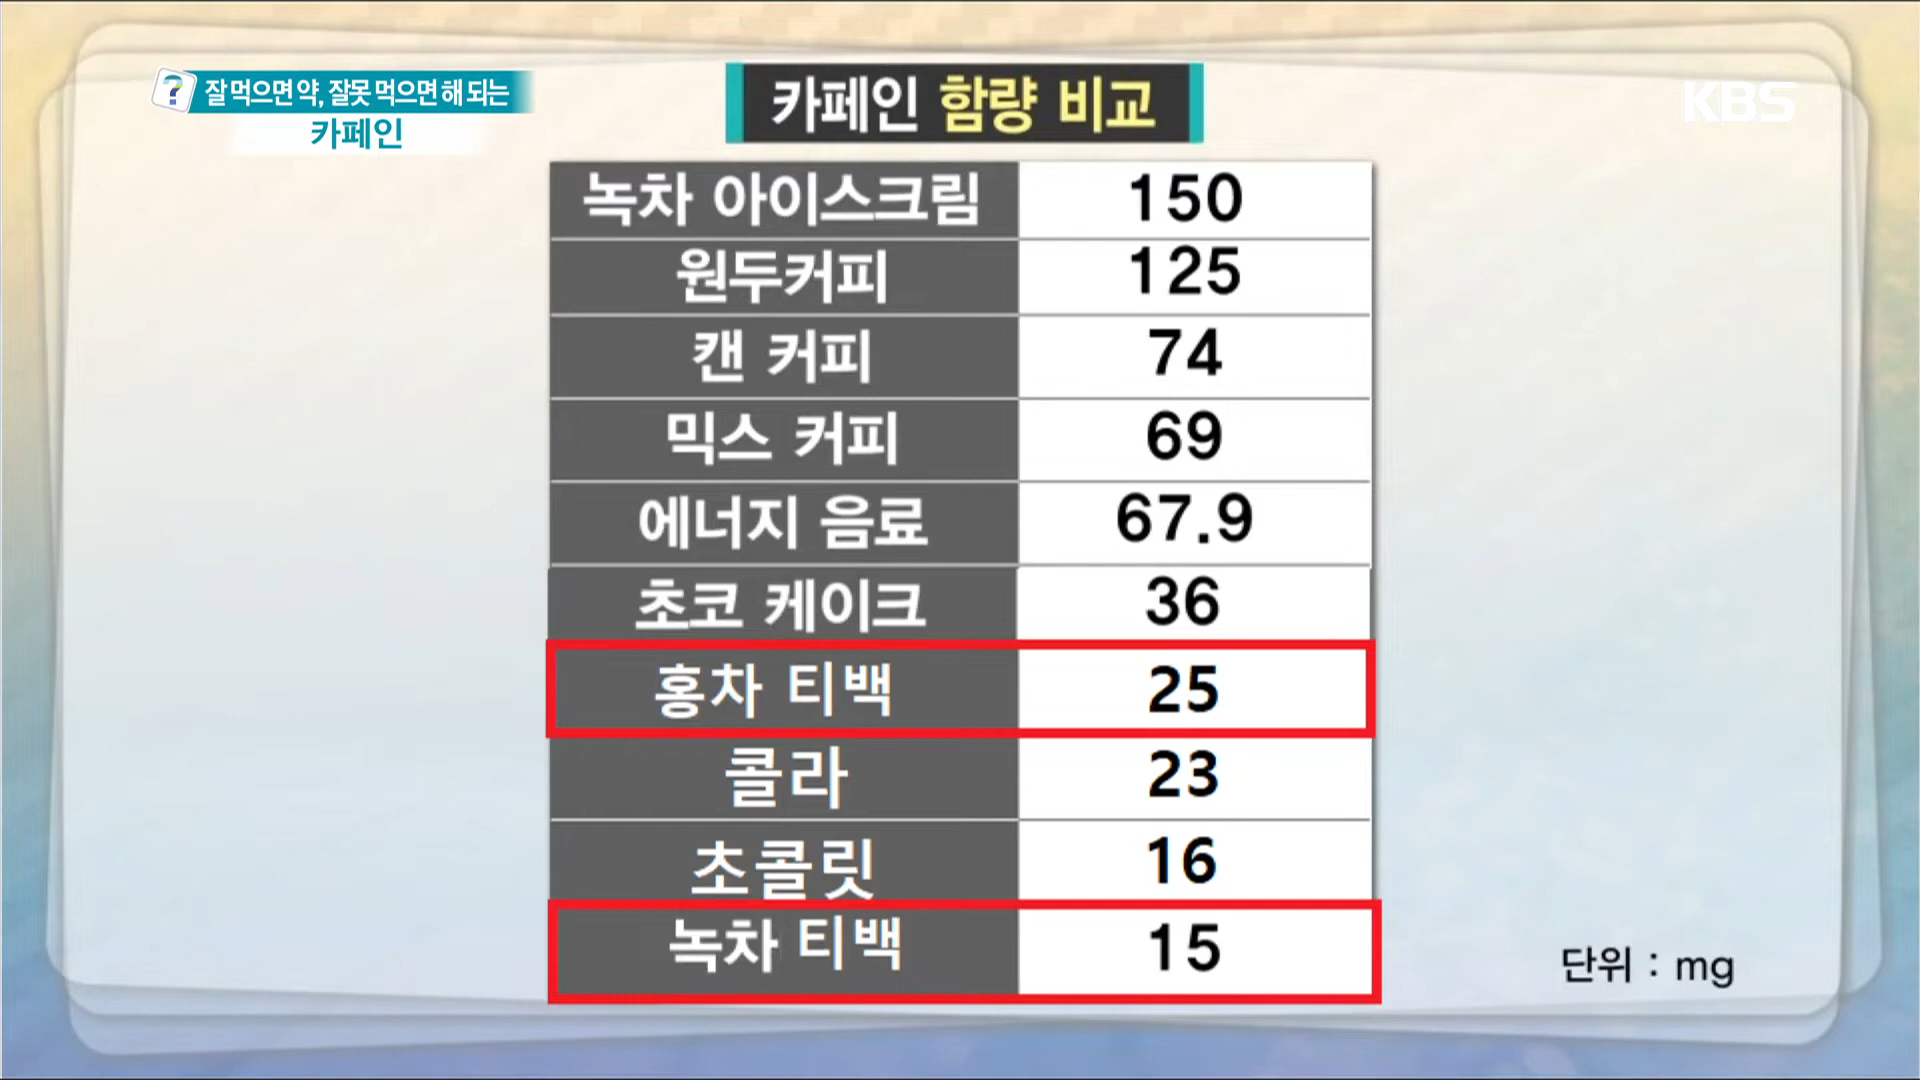 잘 먹으면 약, 잘못 먹으면 해 되는
카페인
카페인 함량 비교
KBS
녹차 아이스크림 150
원두커피 125
캔 커피 74
믹스 커피 69
에너지 음료 67.9
초코 케이크 36
홍차 티백 25
콜라 23
초콜릿 16
녹차 티백 15
단위 : mg